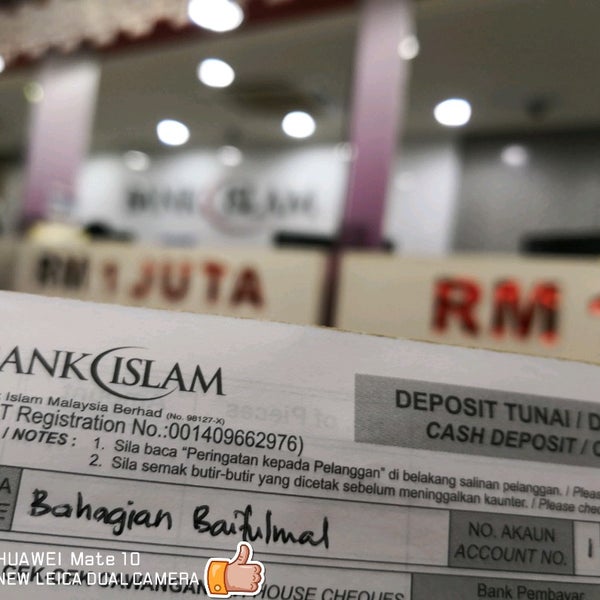 BANK ISLAM
RM 1 JUTA
RM 1
BANK ISLAM
Islam Malaysia Berhad (No. 98127-X)
T Registration No.:001409662976)
/ NOTES : 1. Sila baca "Peringatan kepada Pelanggan" di belakang salinan pelanggan. / Please
2. Sila semak butir-butir yang dicetak sebelum meninggalkan kaunter. / Please chec
DEPOSIT TUNAI / D
CASH DEPOSIT / C
Bahagian Baitulmal
NO. AKAUN
ACCOUNT NO.
HOUSE CHEQUES
Bank Pembayar
HUAWEI Mate 10
NEW LEICA DUAL CAMERA